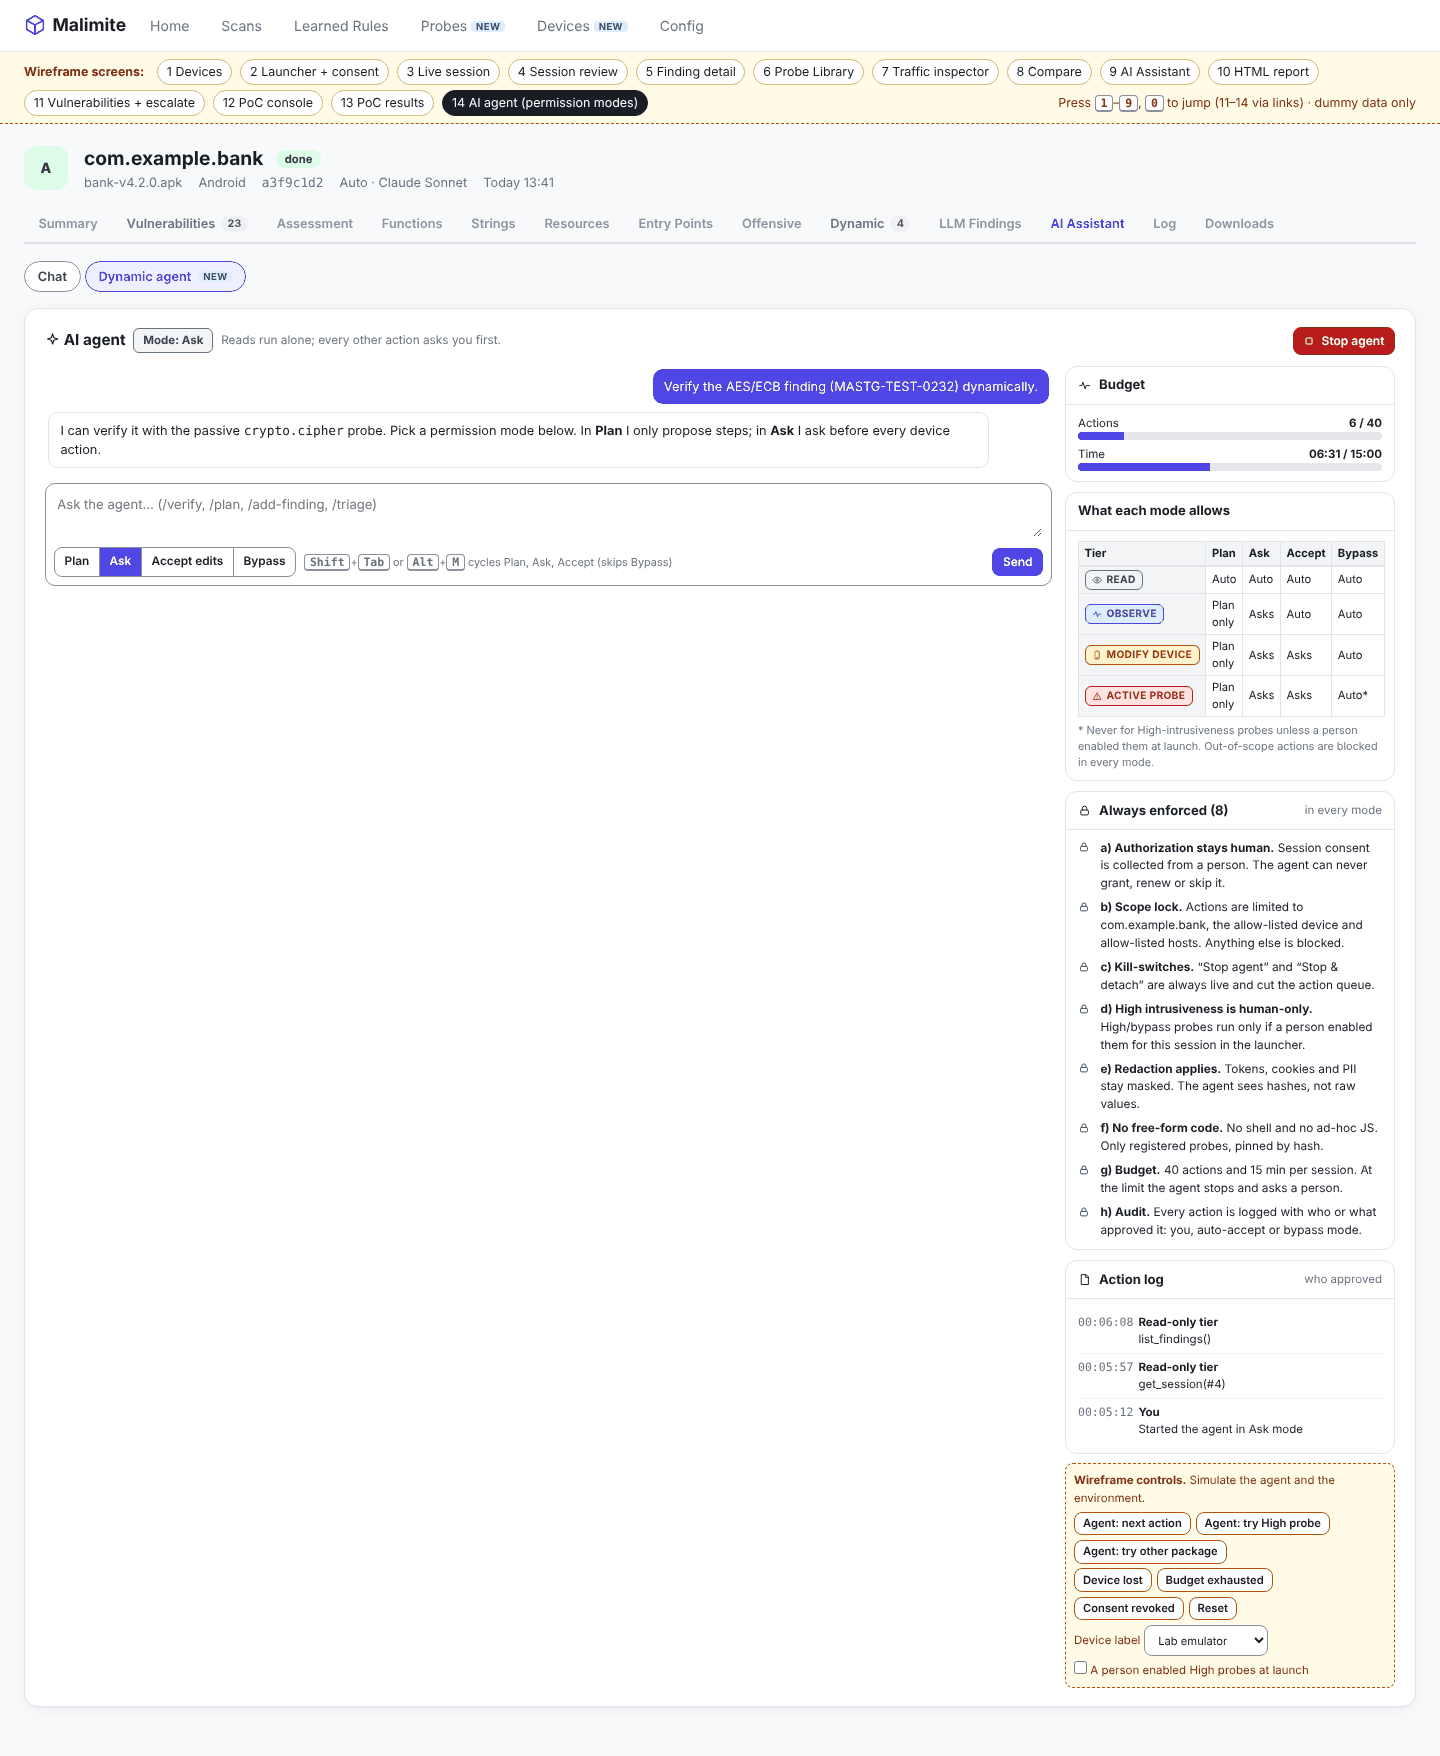 Malimite Home Scans Learned Rules Probes NEW Devices NEW Config
Wireframe screens: 1 Devices 2 Launcher + consent 3 Live session 4 Session review 5 Finding detail 6 Probe Library 7 Traffic inspector 8 Compare 9 AI Assistant 10 HTML report
11 Vulnerabilities + escalate 12 PoC console 13 PoC results 14 AI agent (permission modes) Press 1–9, 0 to jump (11–14 via links) · dummy data only
A
com.example.bank done
bank-v4.2.0.apk Android a3f9c1d2 Auto · Claude Sonnet Today 13:41
Summary Vulnerabilities 23 Assessment Functions Strings Resources Entry Points Offensive Dynamic 4 LLM Findings AI Assistant Log Downloads
Chat Dynamic agent NEW
AI agent Mode: Ask Reads run alone; every other action asks you first. Stop agent
Verify the AES/ECB finding (MASTG-TEST-0232) dynamically.
I can verify it with the passive crypto.cipher probe. Pick a permission mode below. In Plan I only propose steps; in Ask I ask before every device
action.
Ask the agent... (/verify, /plan, /add-finding, /triage)
Plan Ask Accept edits Bypass Shift+Tab or Alt+M cycles Plan, Ask, Accept (skips Bypass) Send
Budget
Actions 6 / 40
Time 06:31 / 15:00
What each mode allows
Tier Plan Ask Accept Bypass
READ Auto Auto Auto Auto
OBSERVE Plan only Asks Auto Auto
MODIFY DEVICE Plan only Asks Asks Auto
ACTIVE PROBE Plan only Asks Asks Auto*
* Never for High-intrusiveness probes unless a person
enabled them at launch. Out-of-scope actions are blocked
in every mode.
Always enforced (8) in every mode
a) Authorization stays human. Session consent
is collected from a person. The agent can never
grant, renew or skip it.
b) Scope lock. Actions are limited to
com.example.bank, the allow-listed device and
allow-listed hosts. Anything else is blocked.
c) Kill-switches. “Stop agent” and “Stop &
detach” are always live and cut the action queue.
d) High intrusiveness is human-only.
High/bypass probes run only if a person enabled
them for this session in the launcher.
e) Redaction applies. Tokens, cookies and PII
stay masked. The agent sees hashes, not raw
values.
f) No free-form code. No shell and no ad-hoc JS.
Only registered probes, pinned by hash.
g) Budget. 40 actions and 15 min per session. At
the limit the agent stops and asks a person.
h) Audit. Every action is logged with who or what
approved it: you, auto-accept or bypass mode.
Action log who approved
00:06:08 Read-only tier
list_findings()
00:05:57 Read-only tier
get_session(#4)
00:05:12 You
Started the agent in Ask mode
Wireframe controls. Simulate the agent and the
environment.
Agent: next action Agent: try High probe
Agent: try other package
Device lost Budget exhausted
Consent revoked Reset
Device label Lab emulator
A person enabled High probes at launch